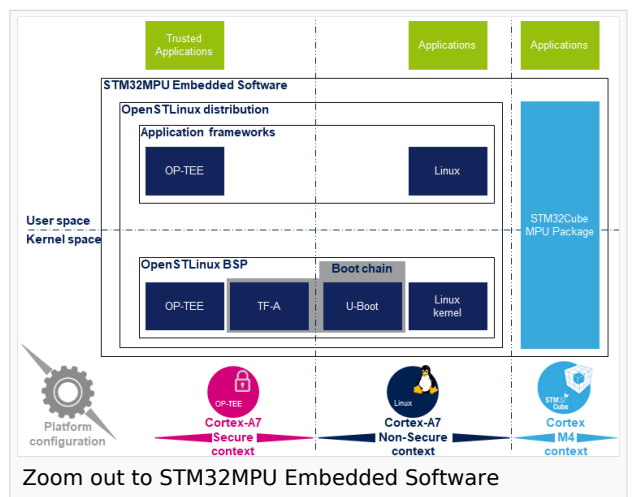 Trusted
Applications
Applications
Applications
STM32MPU Embedded Software
OpenSTLinux distribution
Application frameworks
OP-TEE
Linux
User space
Kernel space
STM32Cube
MPU Package
OpenSTLinux BSP
Boot chain
OP-TEE
TF-A
U-Boot
Linux
kernel
Platform
configuration
OP-TEE
Cortex-A7
Secure
context
Linux
Cortex-A7
Non-Secure
context
STM32
Cube
Cortex
M4
context
Zoom out to STM32MPU Embedded Software